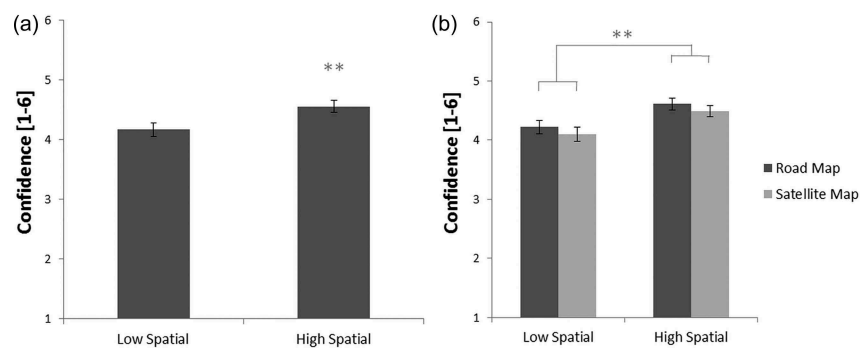 (a)
Confidence [1-6]
6
5
4
3
2
1
**
Low Spatial
High Spatial
(b)
Confidence [1-6]
6
5
4
3
2
1
**
Low Spatial
High Spatial
Road Map
Satellite Map